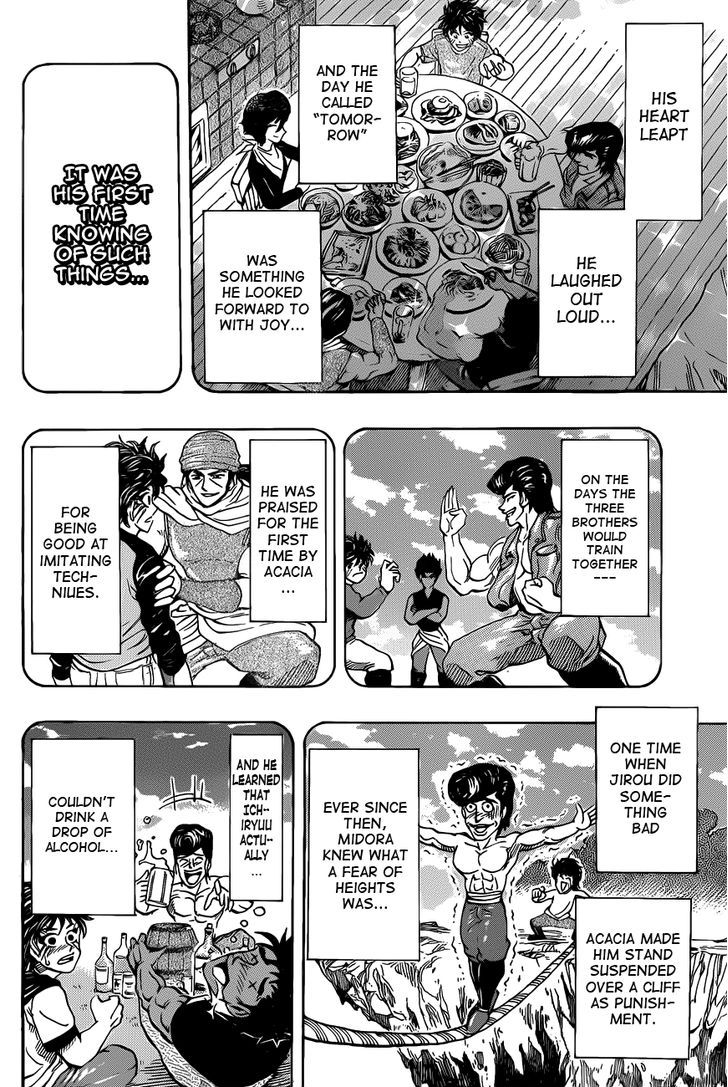 HIS
HEART
LEAPT
HE
LAUGHED
OUT
LOUD...
AND THE
DAY HE
CALLED
"TOMOR-
ROW"
WAS
SOMETHING
HE LOOKED
FORWARD TO
WITH JOY...
IT WAS
HIS FIRST
TIME
KNOWING
OF SUCH
THINGS...
ON THE
DAYS THE
THREE
BROTHERS
WOULD
TRAIN
TOGETHER
---
HE WAS
PRAISED
FOR THE
FIRST
TIME BY
ACACIA
...
FOR
BEING
GOOD AT
IMITATING
TECH-
NIUES.
ONE TIME
WHEN
JIROU DID
SOME-
THING
BAD
ACACIA MADE
HIM STAND
SUSPENDED
OVER A CLIFF
AS PUNISH-
MENT.
EVER SINCE
THEN,
MIDORA
KNEW WHAT
A FEAR OF
HEIGHTS
WAS...
AND HE
LEARNED
THAT
ICH-
IRYUU
ACTU-
ALLY
...
COULDN'T
DRINK A
DROP OF
ALCOHOL...